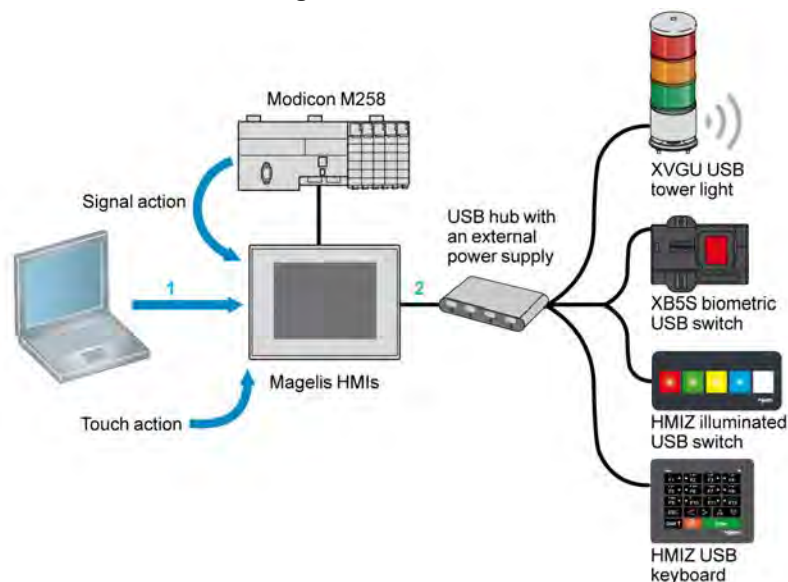 Modicon M258
Signal action
1
Magelis HMIs
Touch action
2
USB hub with
an external
power supply
XVGU USB
tower light
XB5S biometric
USB switch
HMIZ illuminated
USB switch
ESC
HMIZ USB
keyboard